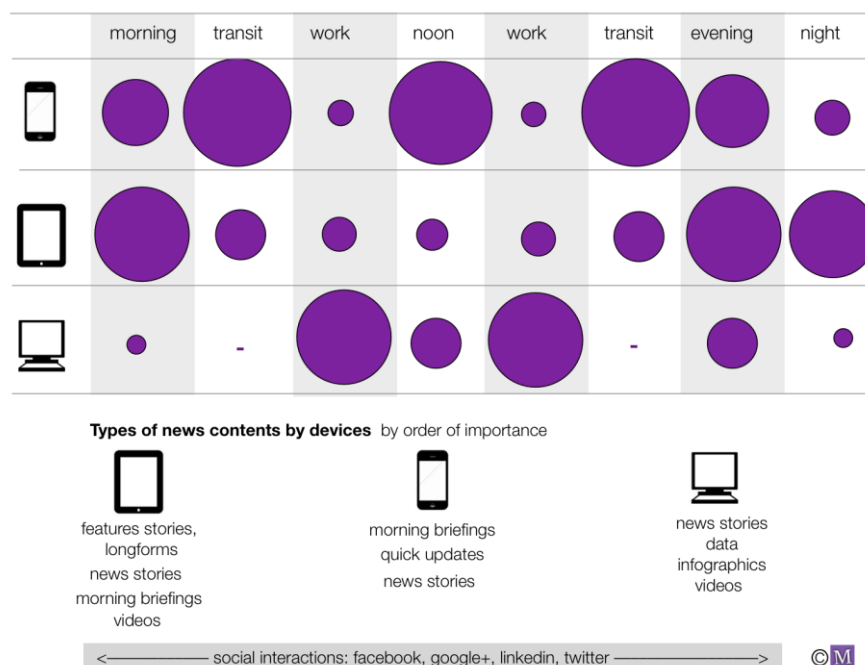 morning transit work noon work transit evening night
-
-
Types of news contents by devices by order of importance
features stories,
longforms
news stories
morning briefings
videos
morning briefings
quick updates
news stories
news stories
data
infographics
videos
< social interactions: facebook, google+, linkedin, twitter >
© M